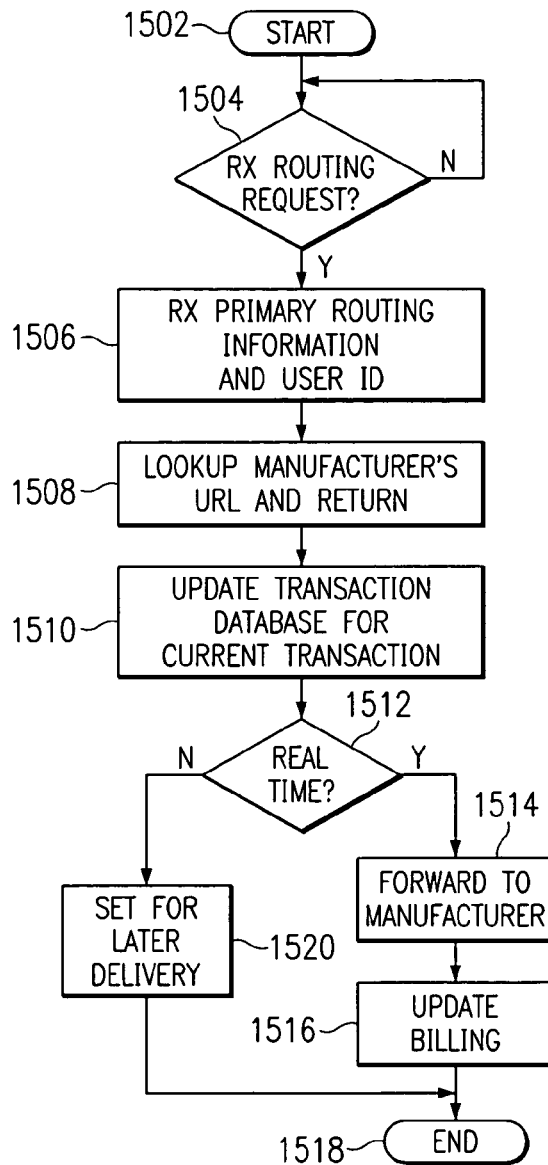 1502
START
1504
RX ROUTING
REQUEST?
N
Y
1506
RX PRIMARY ROUTING
INFORMATION
AND USER ID
1508
LOOKUP MANUFACTURER'S
URL AND RETURN
1510
UPDATE TRANSACTION
DATABASE FOR
CURRENT TRANSACTION
1512
N
REAL
TIME?
Y
1514
FORWARD TO
MANUFACTURER
SET FOR
LATER
DELIVERY
1520
1516
UPDATE
BILLING
1518
END